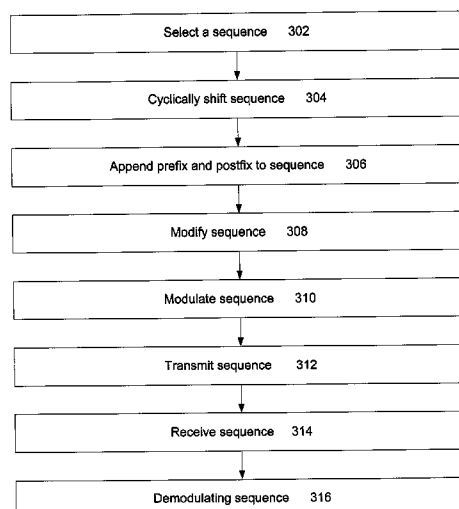 Select a sequence 302
Cyclically shift sequence 304
Append prefix and postfix to sequence 306
Modify sequence 308
Modulate sequence 310
Transmit sequence 312
Receive sequence 314
Demodulating sequence 316